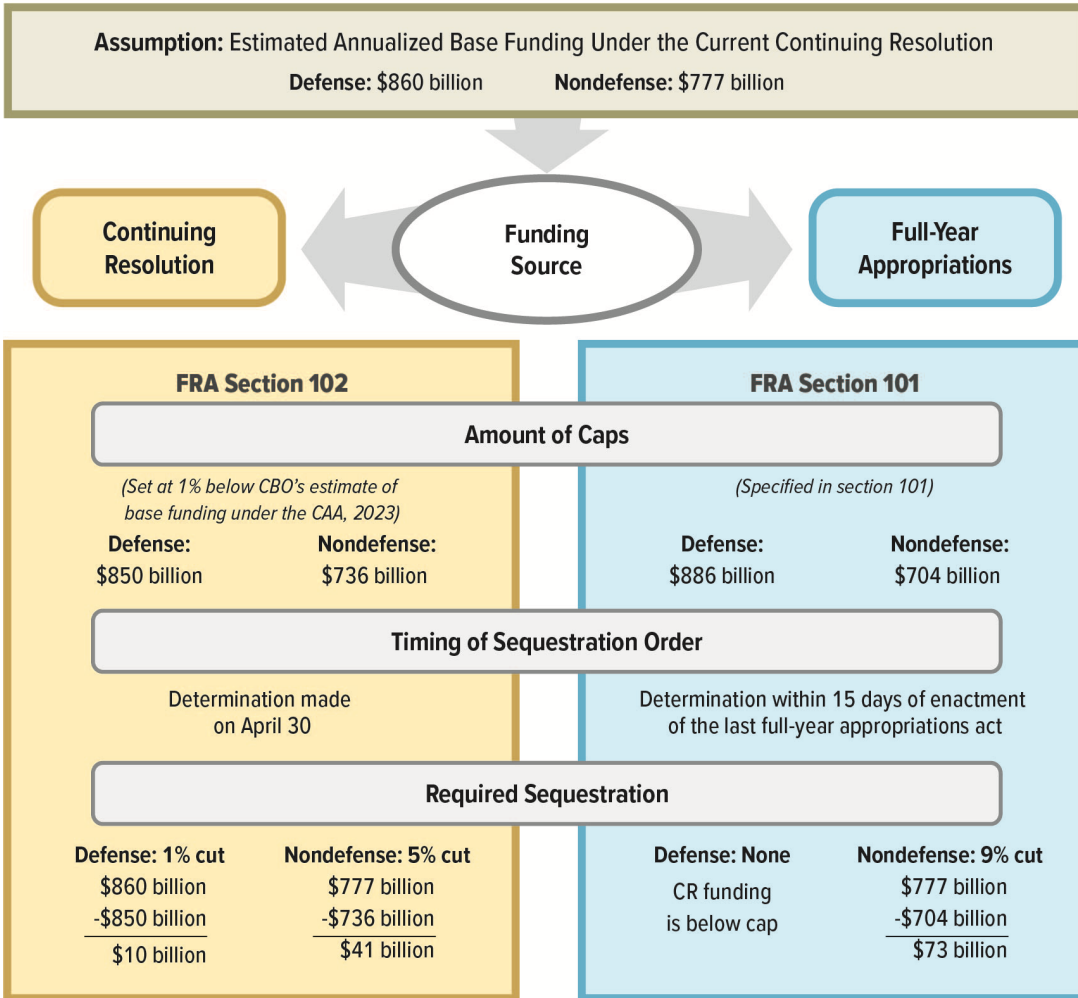 Assumption: Estimated Annualized Base Funding Under the Current Continuing Resolution
Defense: $860 billion Nondefense: $777 billion
Funding
Source
Continuing
Resolution
Full-Year
Appropriations
FRA Section 102
FRA Section 101
Amount of Caps
(Set at 1% below CBO’s estimate of
base funding under the CAA, 2023)
Defense: Nondefense:
$850 billion $736 billion
(Specified in section 101)
Defense: Nondefense:
$886 billion $704 billion
Timing of Sequestration Order
Determination made
on April 30
Determination within 15 days of enactment
of the last full-year appropriations act
Required Sequestration
Defense: 1% cut
$860 billion
-$850 billion
$10 billion
Nondefense: 5% cut
$777 billion
-$736 billion
$41 billion
Defense: None
CR funding
is below cap
Nondefense: 9% cut
$777 billion
-$704 billion
$73 billion